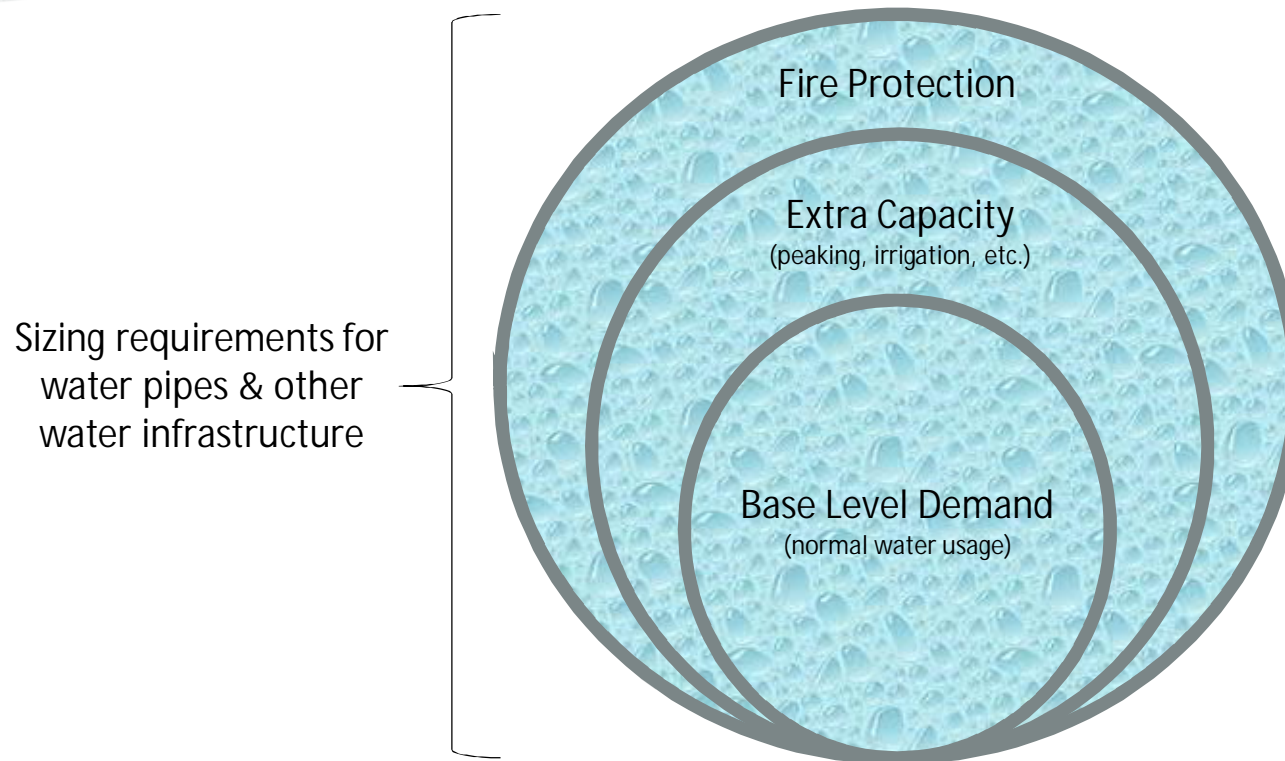 Fire Protection
Extra Capacity
(peaking, irrigation, etc.)
Sizing requirements for
water pipes & other
water infrastructure
Base Level Demand
(normal water usage)